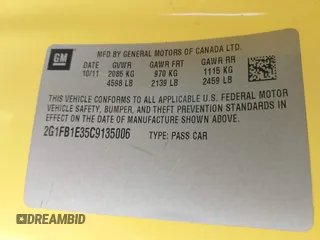 GM
MFD BY GENERAL MOTORS OF CANADA LTD.
DATE GVWR GAWR FRT GAWR RR
10/11 2085 KG 970 KG 1115 KG
4598 LB 2139 LB 2459 LB
THIS VEHICLE CONFORMS TO ALL APPLICABLE U.S. FEDERAL MOTOR
VEHICLE SAFETY, BUMPER, AND THEFT PREVENTION STANDARDS IN
EFFECT ON THE DATE OF MANUFACTURE SHOWN ABOVE.
2G1FB1E35C9135006 TYPE: PASS CAR
DREAMBID